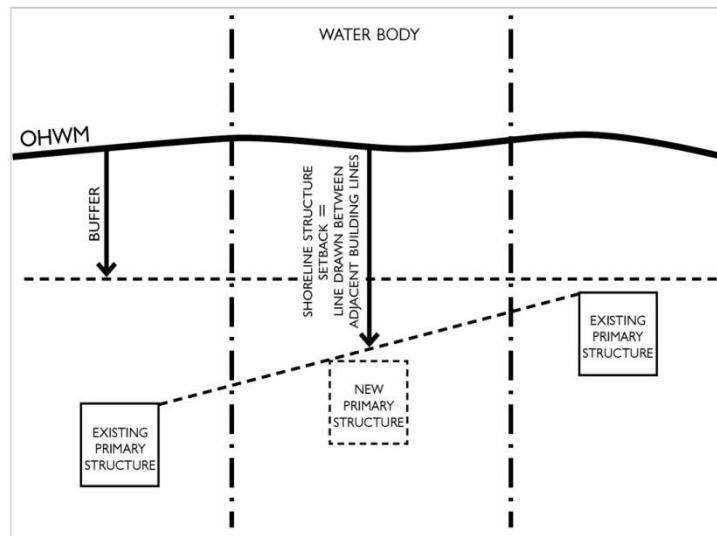 WATER BODY
OHWM
BUFFER
SHORELINE STRUCTURE
SETBACK =
LINE DRAWN BETWEEN
ADJACENT BUILDING LINES
EXISTING
PRIMARY
STRUCTURE
NEW
PRIMARY
STRUCTURE
EXISTING
PRIMARY
STRUCTURE